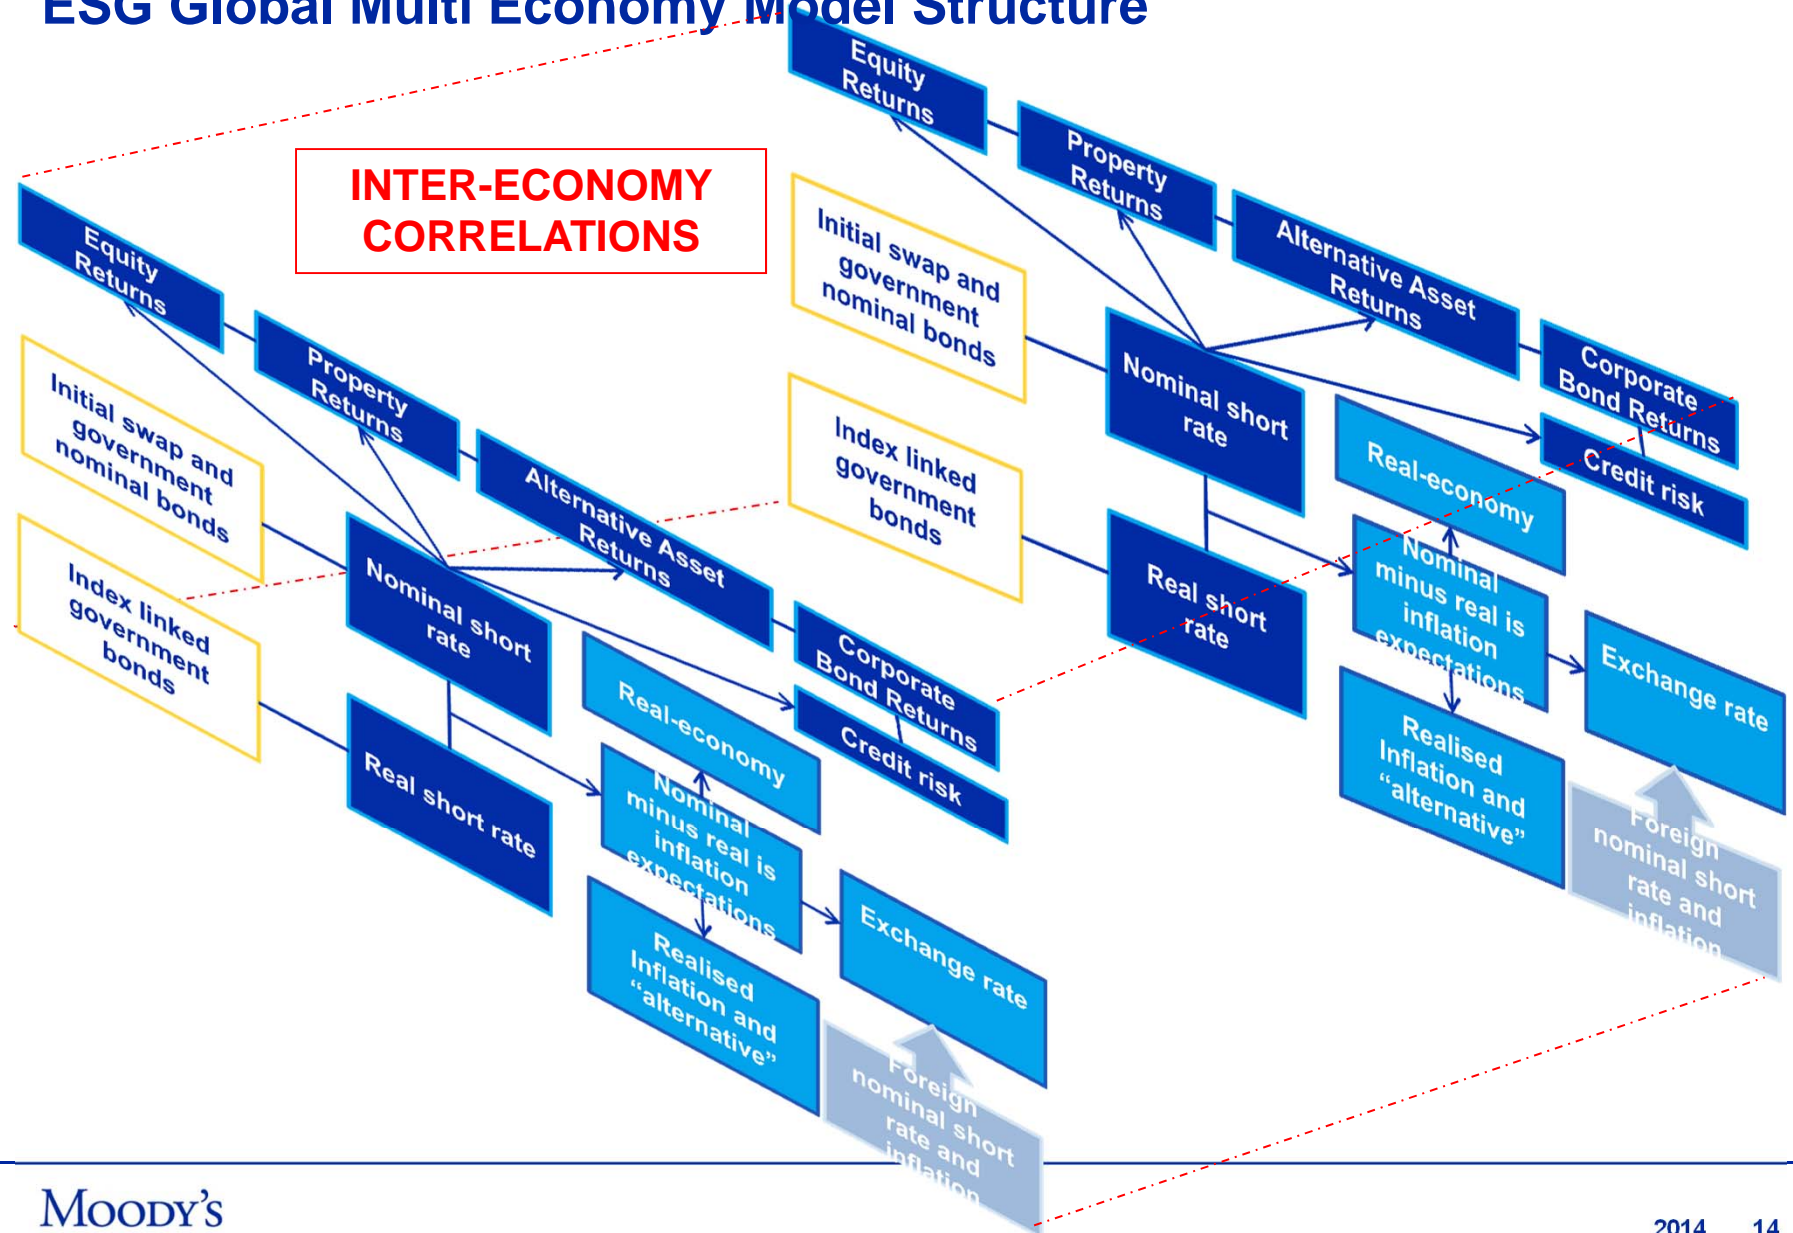 ESG Global Multi Economy Model Structure
INTER-ECONOMY
CORRELATIONS
Equity
Returns
Property
Returns
Alternative Asset
Returns
Corporate
Bond Returns
Credit risk
Initial swap and
government
nominal bonds
Index linked
government
bonds
Nominal short
rate
Real short rate
Real-economy
Nominal
minus real is
inflation
expectations
Realised
Inflation and
“alternative”
Exchange rate
Foreign
nominal short
rate and
inflation
Equity
Returns
Property
Returns
Alternative Asset
Returns
Corporate
Bond Returns
Credit risk
Initial swap and
government
nominal bonds
Index linked
government
bonds
Nominal short
rate
Real short
rate
Real-economy
Nominal
minus real is
inflation
expectations
Realised
Inflation and
“alternative”
Exchange rate
Foreign
nominal short
rate and
inflation
MOODY’S
2014 14